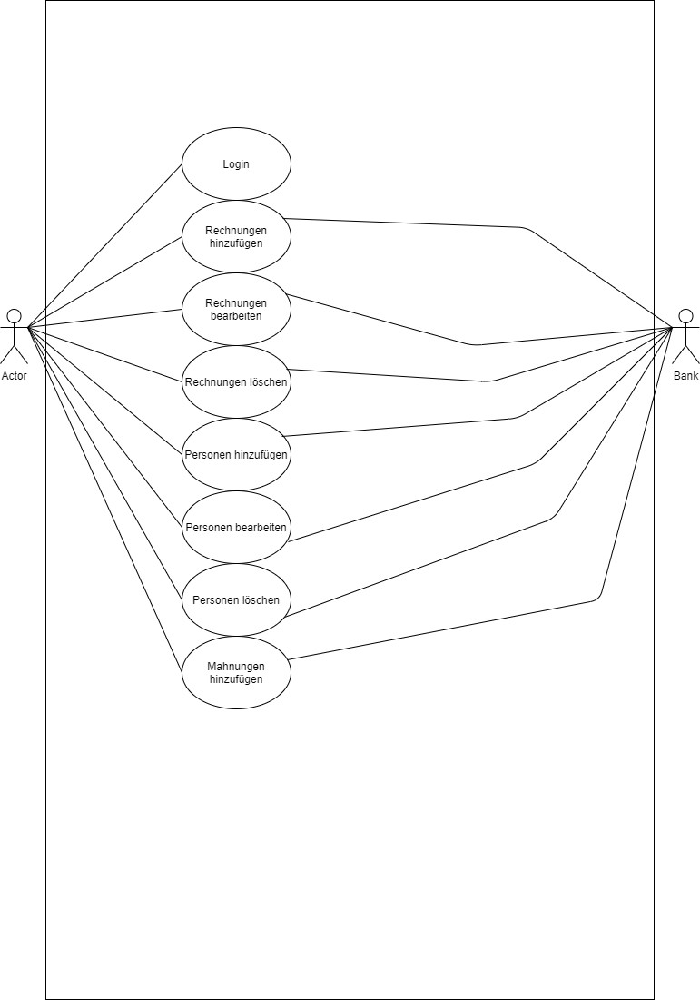 Login
Rechnungen
hinzufügen
Rechnungen
bearbeiten
Actor
Bank
Rechnungen löschen
Personen hinzufügen
Personen bearbeiten
Personen löschen
Mahnungen
hinzufügen